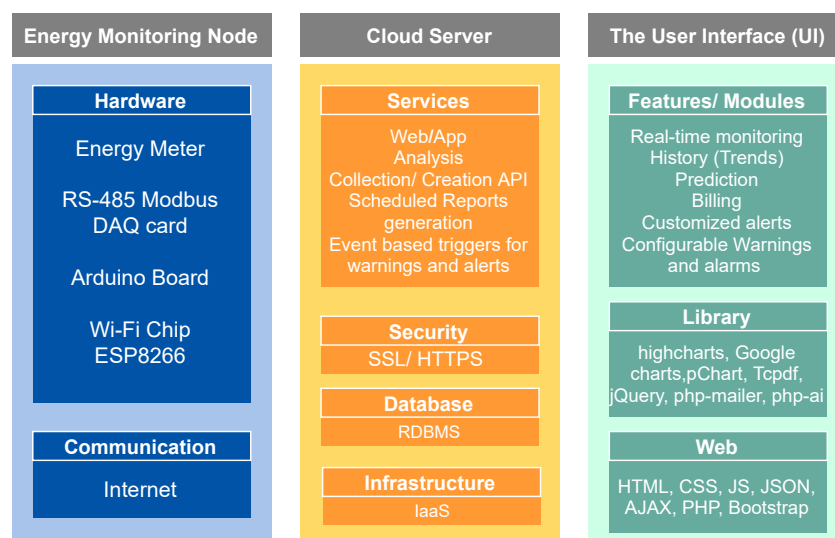 Energy Monitoring Node
Hardware
Energy Meter
RS-485 Modbus
DAQ card
Arduino Board
Wi-Fi Chip
ESP8266
Communication
Internet
Cloud Server
Services
Web/App
Analysis
Collection/ Creation API
Scheduled Reports
generation
Event based triggers for
warnings and alerts
Security
SSL/ HTTPS
Database
RDBMS
Infrastructure
IaaS
The User Interface (UI)
Features/ Modules
Real-time monitoring
History (Trends)
Prediction
Billing
Customized alerts
Configurable Warnings
and alarms
Library
highcharts, Google
charts,pChart, Tcpdf,
jQuery, php-mailer, php-ai
Web
HTML, CSS, JS, JSON,
AJAX, PHP, Bootstrap